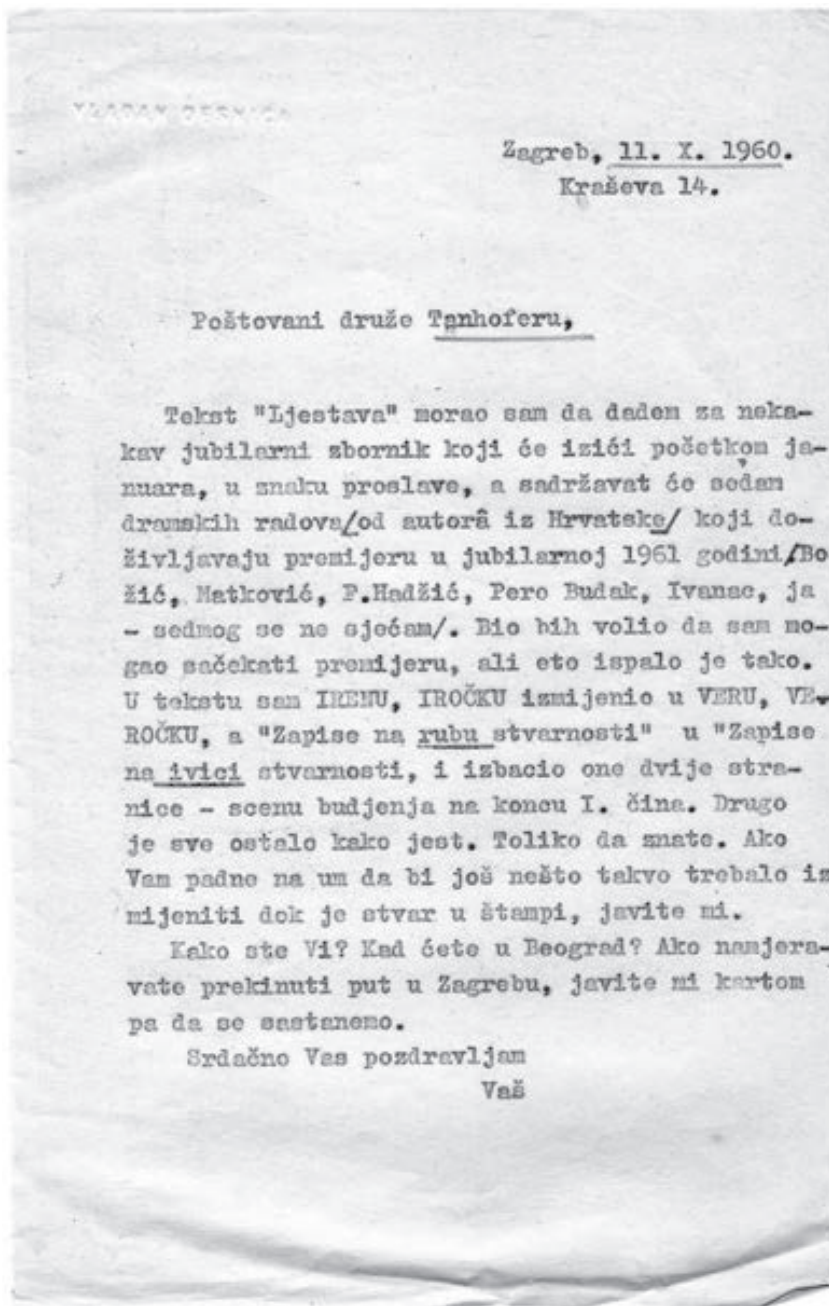 VLADAN DESNICA
Zagreb, 11. X. 1960.
Kraševa 14.
Poštovani druže Tanhoferu,
Tekst "Ljestava" morao sam da dadem za neka-
kav jubilarni zbornik koji će izići početkom ja-
nuara, u znaku proslave, a sadržavat će sedam
dramskih radova/od autorâ iz Hrvatske/ koji do-
življavaju premijeru u jubilarnoj 1961 godini/Bo
žić, Matković, F.Hadžić, Pero Budak, Ivanac, ja
- sedmog se ne sjećam/. Bio bih volio da sam mo-
gao sačekati premijeru, ali eto ispalo je tako.
U tekstu sam IRENU, IROČKU izmijenio u VERU, VE-
ROČKU, a "Zapise na rubu stvarnosti" u "Zapise
na ivici stvarnosti, i izbacio one dvije stra-
nice - scenu budjenja na koncu I. čina. Drugo
je sve ostalo kako jest. Toliko da znate. Ako
Vam padne na um da bi još nešto takvo trebalo iz
mijeniti dok je stvar u štampi, javite mi.
Kako ste Vi? Kad ćete u Beograd? Ako namjera-
vate prekinuti put u Zagrebu, javite mi kartom
pa da se sastanemo.
Srdačno Vas pozdravljam
Vaš